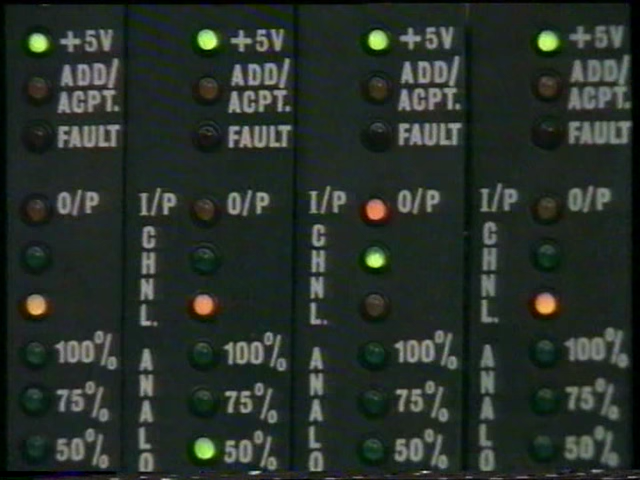 +5V +5V +5V +5V
ADD/ ADD/ ADD/ ADD/
ACPT. ACPT. ACPT. ACPT.
FAULT FAULT FAULT FAULT
O/P I/P O/P I/P O/P I/P O/P
CHNL. CHNL. CHNL.
100% 100% 100% 100%
75% 75% 75% 75%
50% 50% 50% 50%
ANALO ANALO ANALO